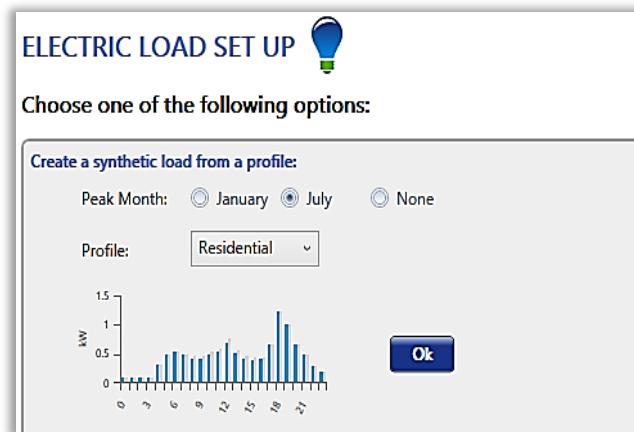 ELECTRIC LOAD SET UP
Choose one of the following options:
Create a synthetic load from a profile:
Peak Month: January July None
Profile: Residential
1.5
1
0.5
0
kW
0 3 6 9 12 15 18 21
Ok